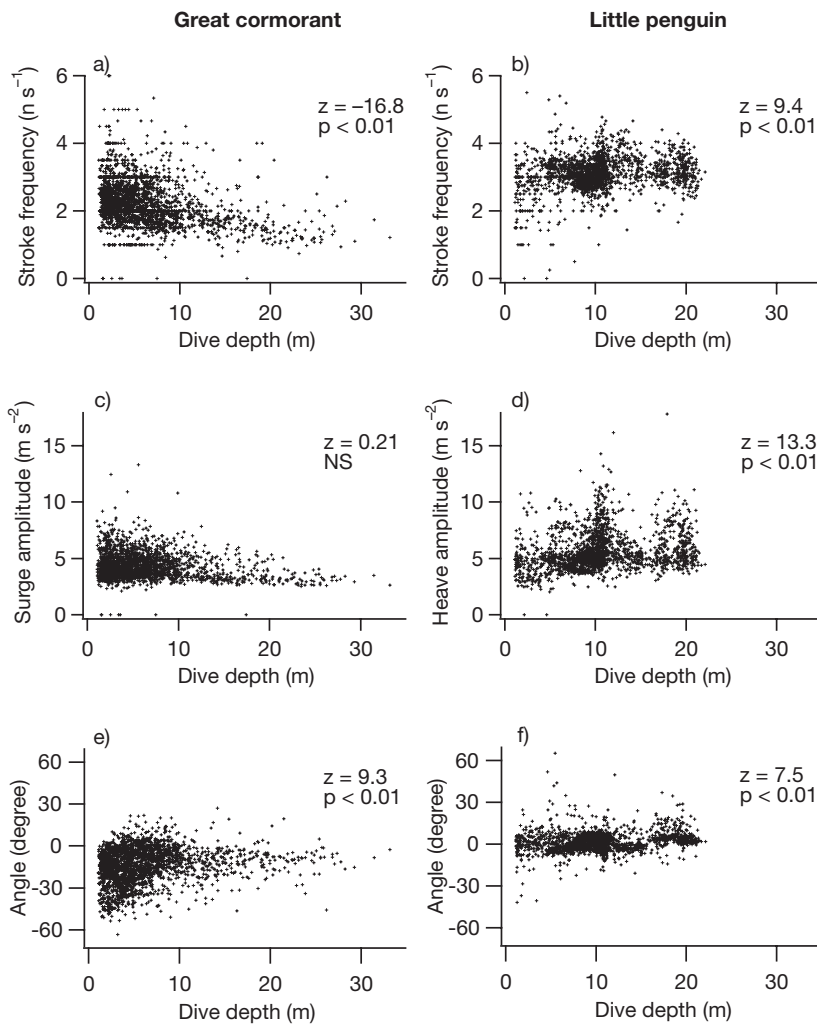 Great cormorant
Little penguin
a)
z = –16.8
p < 0.01
Stroke frequency (n s⁻¹)
6
4
2
0
0 10 20 30
Dive depth (m)
b)
z = 9.4
p < 0.01
Stroke frequency (n s⁻¹)
6
4
2
0
0 10 20 30
Dive depth (m)
c)
z = 0.21
NS
Surge amplitude (m s⁻²)
15
10
5
0
0 10 20 30
Dive depth (m)
d)
z = 13.3
p < 0.01
Heave amplitude (m s⁻²)
15
10
5
0
0 10 20 30
Dive depth (m)
e)
z = 9.3
p < 0.01
Angle (degree)
60
30
0
-30
-60
0 10 20 30
Dive depth (m)
f)
z = 7.5
p < 0.01
Angle (degree)
60
30
0
-30
-60
0 10 20 30
Dive depth (m)